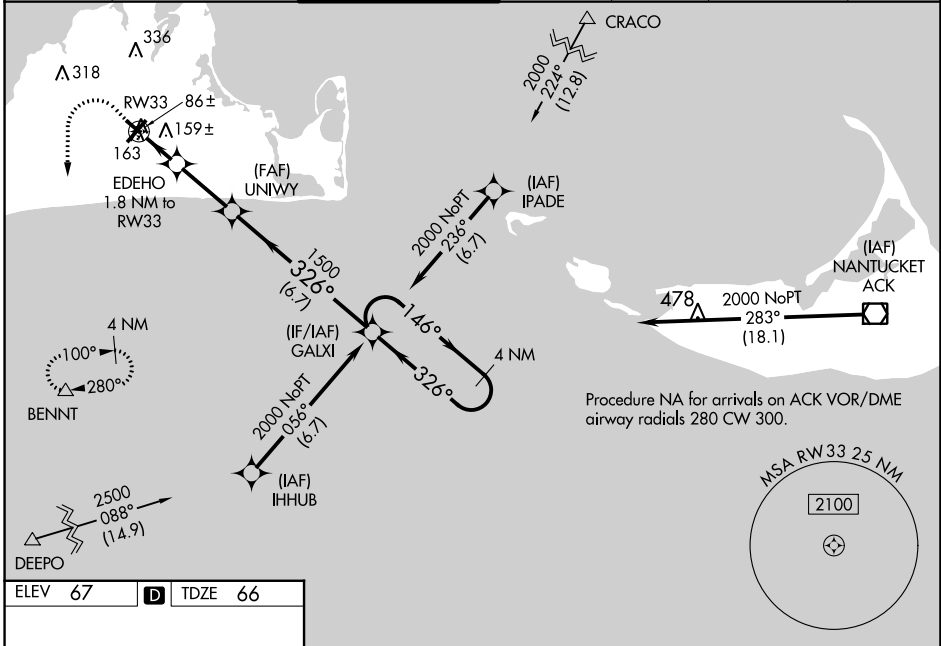 336
318
CRACO
2000
224°
(12.8)
RW33
86±
159±
163
EDEHO
1.8 NM to
RW33
(FAF)
UNIWY
(IAF)
IPADE
2000 NoPT
236°
(6.7)
1500
326°
(6.7)
(IAF)
NANTUCKET
ACK
478
2000 NoPT
283°
(18.1)
(IF/IAF)
GALXI
146°
326°
4 NM
4 NM
100°
280°
BENNT
2000 NoPT
056°
(6.7)
Procedure NA for arrivals on ACK VOR/DME
airway radials 280 CW 300.
(IAF)
IHHUB
MSA RW33 25 NM
2100
2500
088°
(14.9)
DEEPO
ELEV 67 D TDZE 66